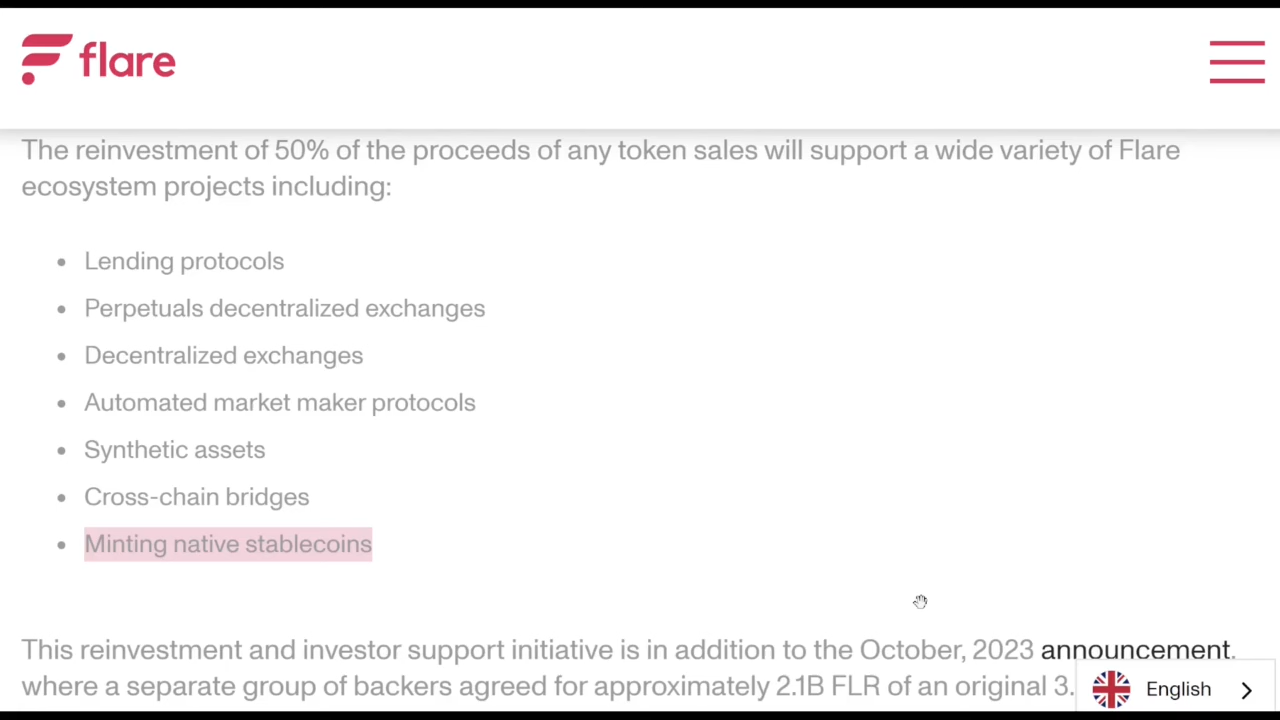 flare
The reinvestment of 50% of the proceeds of any token sales will support a wide variety of Flare
ecosystem projects including:
• Lending protocols
• Perpetuals decentralized exchanges
• Decentralized exchanges
• Automated market maker protocols
• Synthetic assets
• Cross-chain bridges
• Minting native stablecoins
This reinvestment and investor support initiative is in addition to the October, 2023 announcement,
where a separate group of backers agreed for approximately 2.1B FLR of an original 3.
English